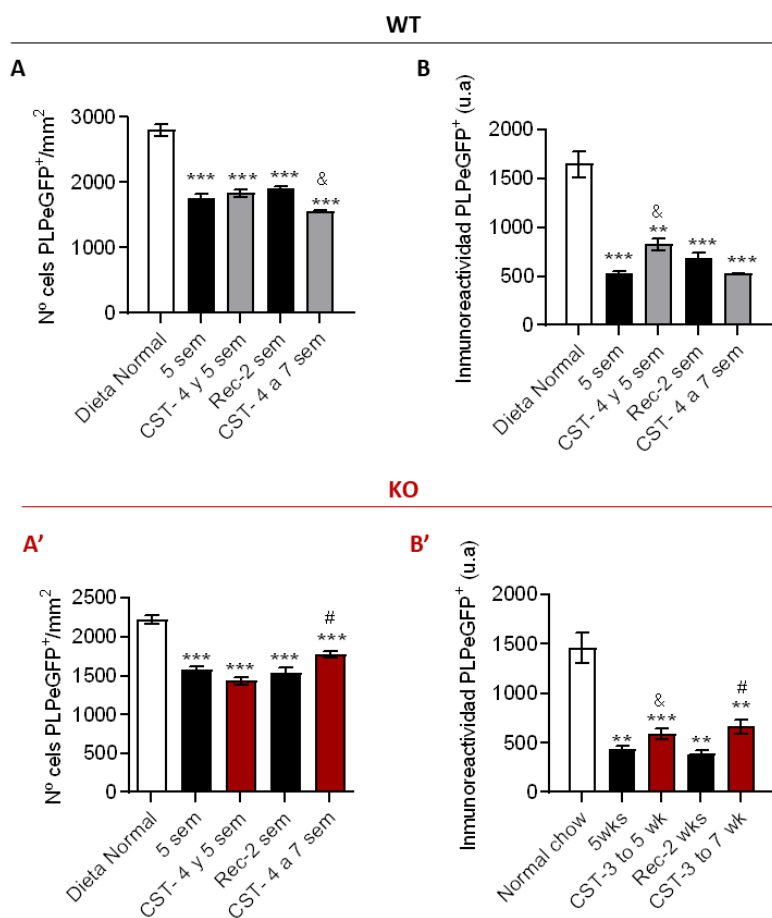 WT
A
Nº cels PLPeGFP⁺/mm²
3000
2000
1000
0
***
***
***
&
***
Dieta Normal
5 sem
CST- 4 y 5 sem
Rec-2 sem
CST- 4 a 7 sem
B
Inmunoreactividad PLPeGFP⁺ (u.a)
2000
1500
1000
500
0
***
&
**
***
***
Dieta Normal
5 sem
CST- 4 y 5 sem
Rec-2 sem
CST- 4 a 7 sem
KO
A'
Nº cels PLPeGFP⁺/mm²
2500
2000
1500
1000
500
0
***
***
***
#
***
Dieta Normal
5 sem
CST- 4 y 5 sem
Rec-2 sem
CST- 4 a 7 sem
B'
Inmunoreactividad PLPeGFP⁺ (u.a)
2000
1500
1000
500
0
**
&
***
**
#
**
Normal chow
5wks
CST-3 to 5 wk
Rec-2 wks
CST-3 to 7 wk